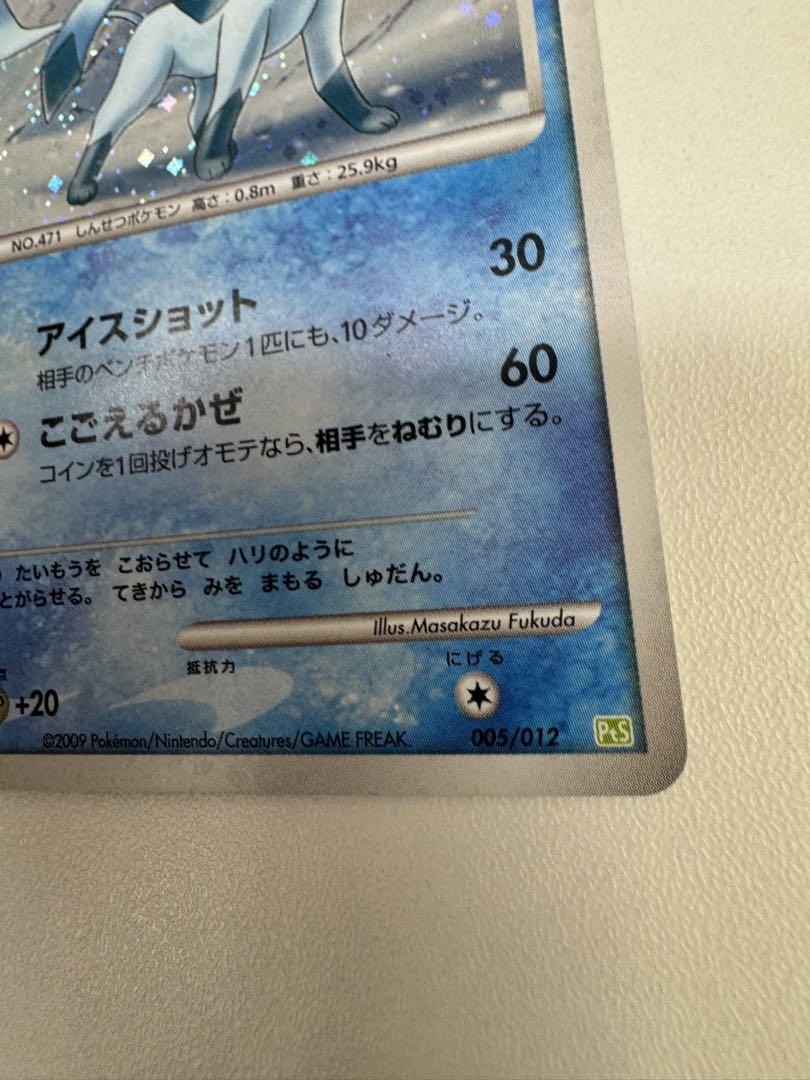 NO.471 しんせつポケモン 高さ:0.8m 重さ:25.9kg
アイスショット 30
相手のベンチポケモン1匹にも、10ダメージ。
こごえるかぜ 60
コインを1回投げオモテなら、相手をねむりにする。
たいもうを こおらせて ハリのように
とがらせる。 てきから みを まもる しゅだん。
Illus.Masakazu Fukuda
点 抵抗力 にげる
+20
©2009 Pokémon/Nintendo/Creatures/GAME FREAK. 005/012 PtS